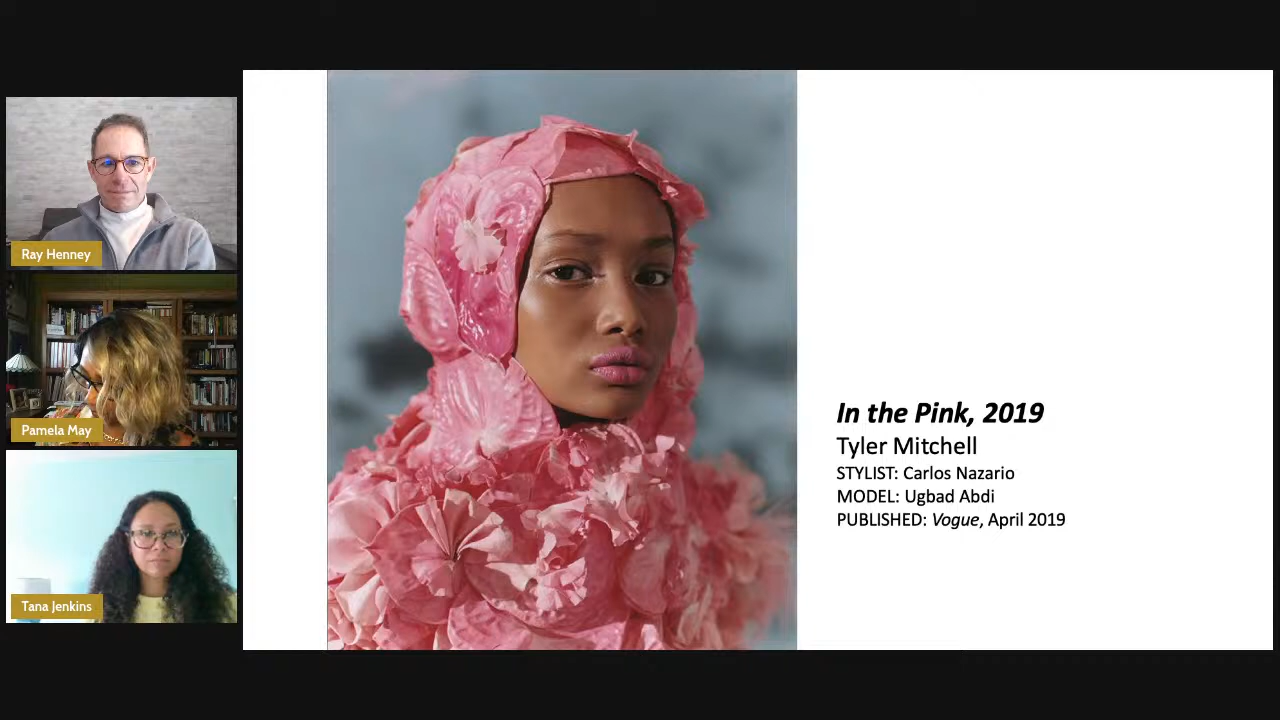 Ray Henney
Pamela May
Tana Jenkins
In the Pink, 2019
Tyler Mitchell
STYLIST: Carlos Nazario
MODEL: Ugbad Abdi
PUBLISHED: Vogue, April 2019